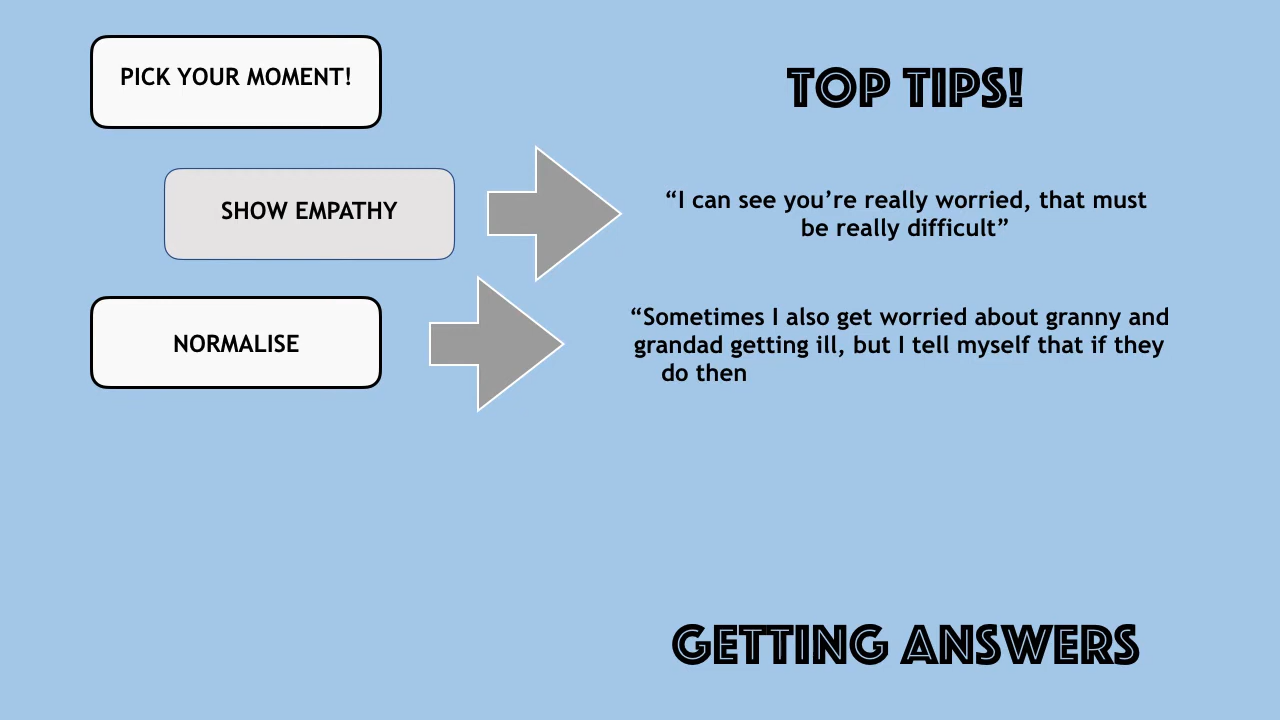 PICK YOUR MOMENT!
TOP TIPS!
SHOW EMPATHY
“I can see you’re really worried, that must
be really difficult”
NORMALISE
“Sometimes I also get worried about granny and
grandad getting ill, but I tell myself that if they
do then
GETTING ANSWERS